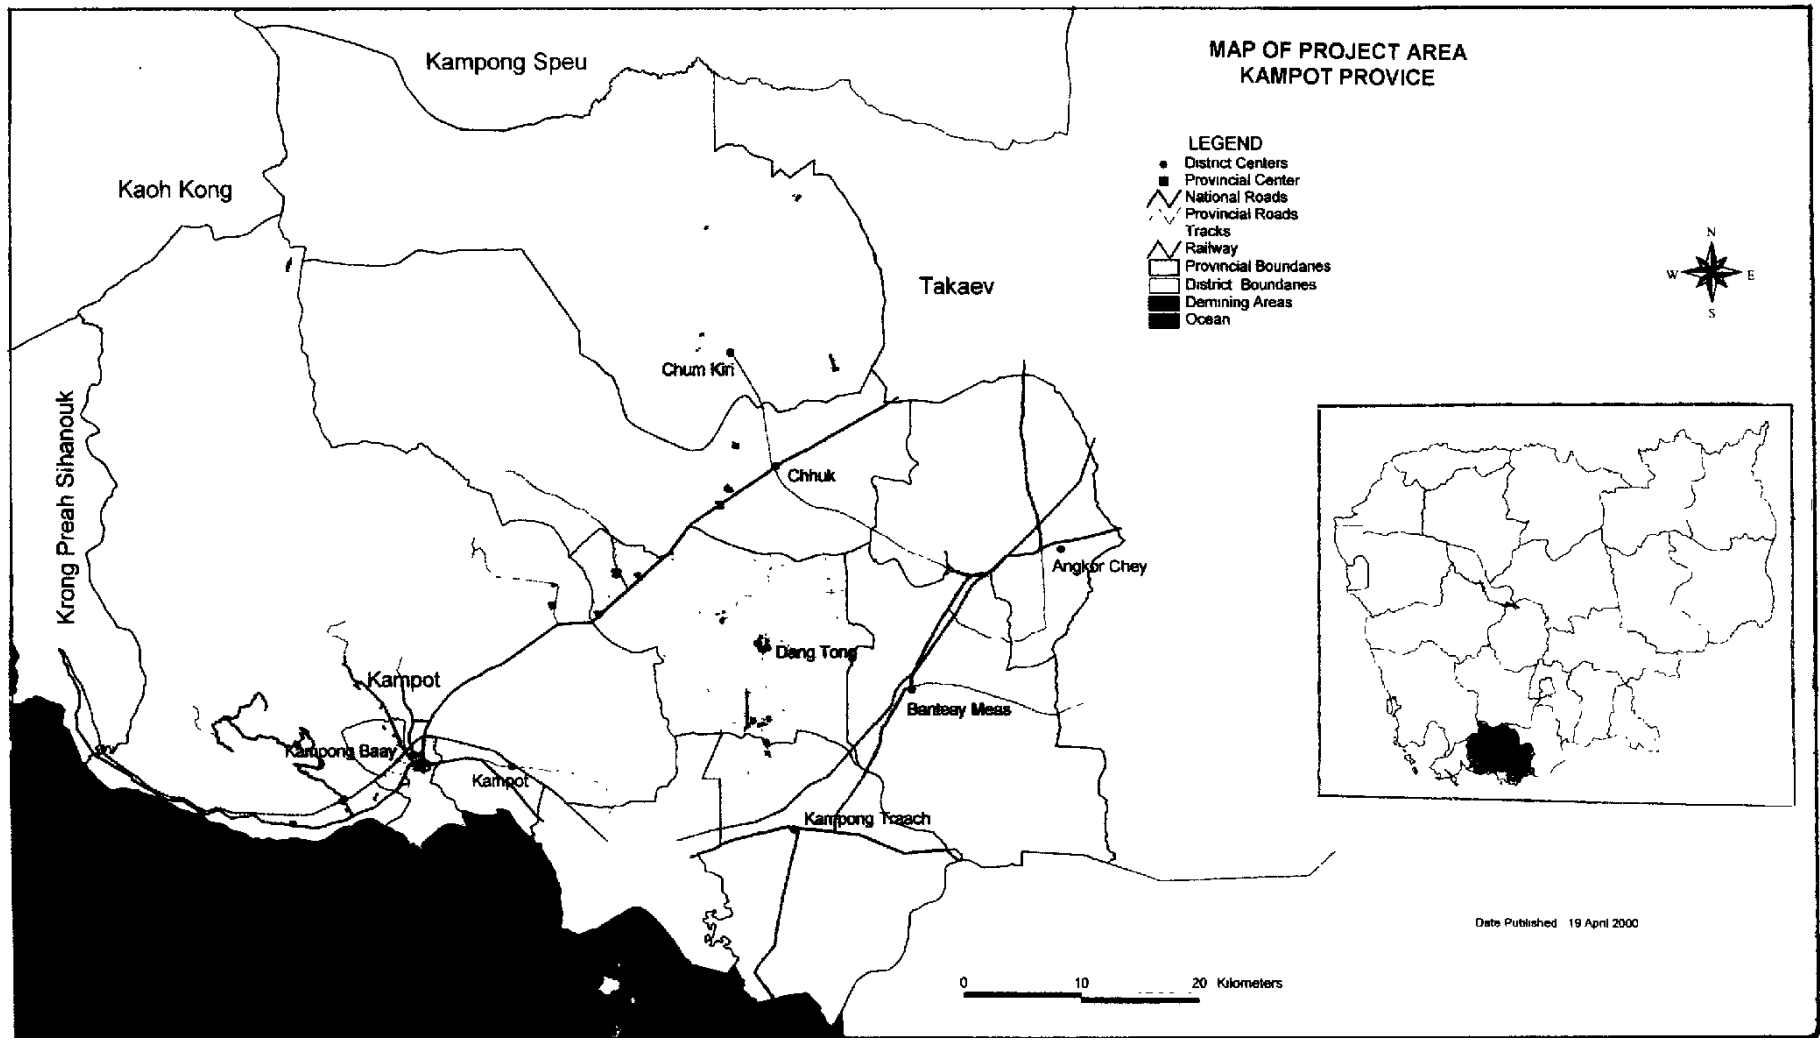 MAP OF PROJECT AREA
KAMPOT PROVICE
Kampong Speu
Kaoh Kong
Takaev
LEGEND
District Centers
Provincial Center
National Roads
Provincial Roads
Tracks
Railway
Provincial Boundaries
District Boundaries
Demining Areas
Ocean
N
W
E
S
Krong Preah Sihanouk
Chum Kiri
Chhuk
Angkor Chey
Dang Tong
Kampot
Banteay Meas
Kampong Baay
Kampot
Kampong Traach
Date Published 19 April 2000
0 10 20 Kilometers